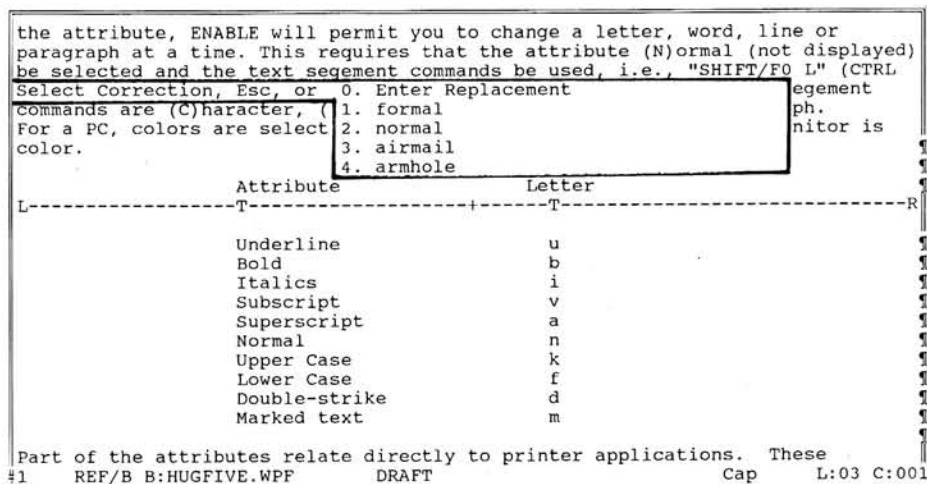 the attribute, ENABLE will permit you to change a letter, word, line or
paragraph at a time. This requires that the attribute (N)ormal (not displayed)
be selected and the text segement commands be used, i.e., "SHIFT/F0 L" (CTRL
Select Correction, Esc, or 0. Enter Replacement egement
commands are (C)haracter, ( 1. formal ph.
For a PC, colors are select 2. normal nitor is
color. 3. airmail ¶
4. armhole ¶
Attribute Letter ¶
L----------------------T----------------------+------T-----------------------------------R
Underline u ¶
Bold b ¶
Italics i ¶
Subscript v ¶
Superscript a ¶
Normal n ¶
Upper Case k ¶
Lower Case f ¶
Double-strike d ¶
Marked text m ¶
¶
Part of the attributes relate directly to printer applications. These
#1 REF/B B:HUGFIVE.WPF DRAFT Cap L:03 C:001